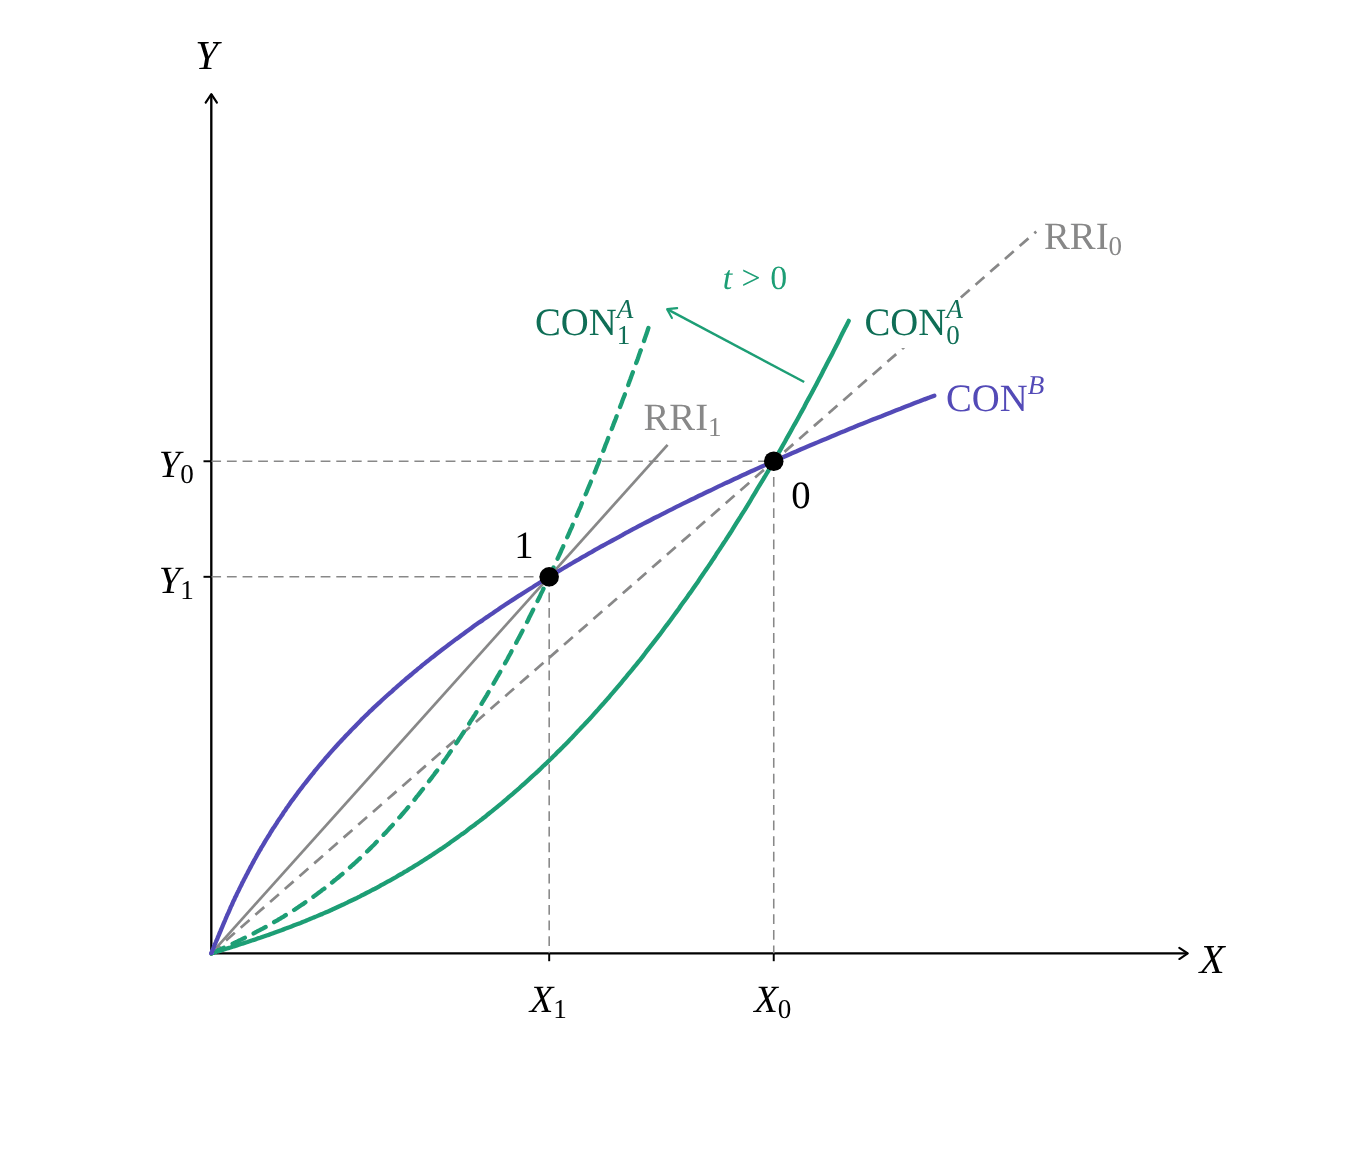 Y
RRI₀
t > 0
CON₁ᴬ
CON₀ᴬ
CONᴮ
RRI₁
Y₀
0
1
Y₁
X
X₁
X₀